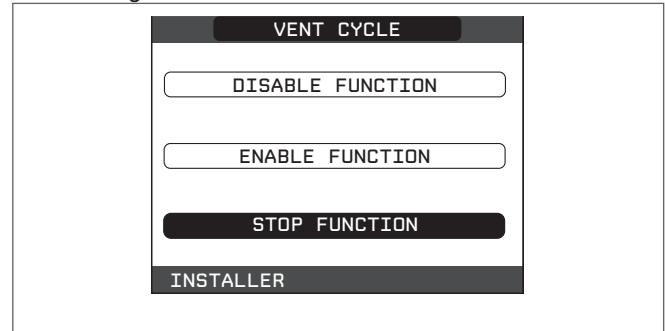 VENT CYCLE
DISABLE FUNCTION
ENABLE FUNCTION
STOP FUNCTION
INSTALLER